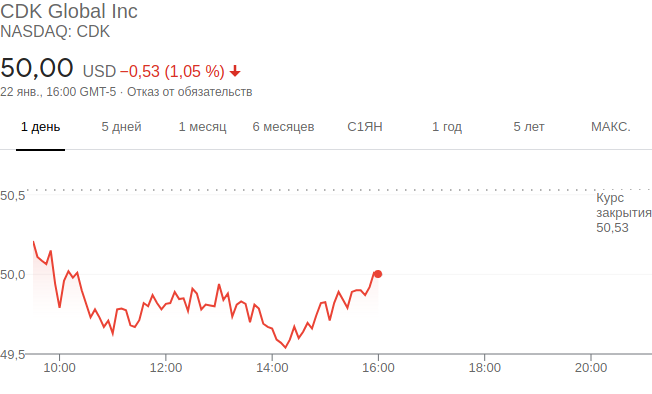 CDK Global Inc
NASDAQ: CDK
50,00 USD −0,53 (1,05 %)
22 янв., 16:00 GMT-5 · Отказ от обязательств
1 день 5 дней 1 месяц 6 месяцев С1ЯН 1 год 5 лет МАКС.
50,5
Курс
закрытия
50,53
50,0
49,5
10:00 12:00 14:00 16:00 18:00 20:00